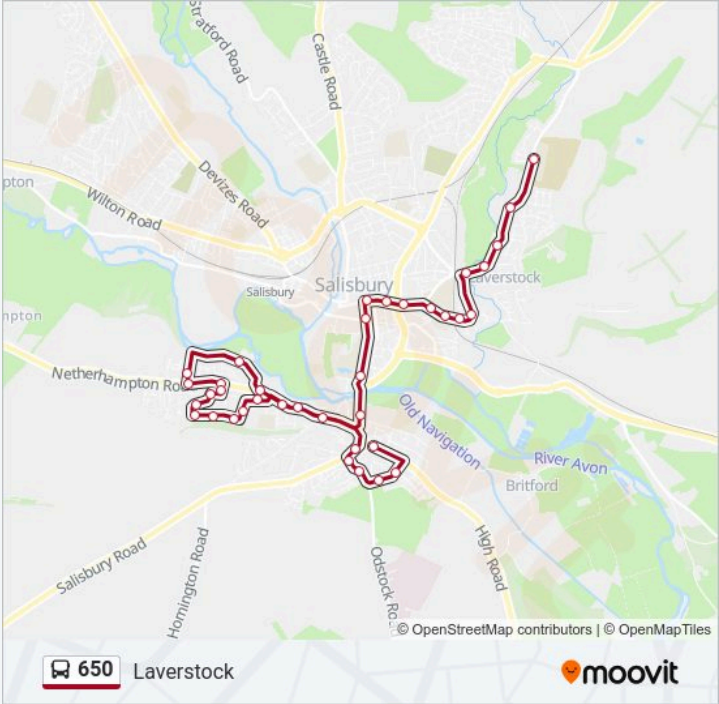 Stratford Road
Castle Road
pton
Devizes Road
Wilton Road
Laverstock
Salisbury
Salisbury
mpton
Netherhampton Ro
Old Navigation
River Avon
Britford
High Road
Salisbury Road
Homington Road
Odstock Ro
© OpenStreetMap contributors | © OpenMapTiles
650 Laverstock
moovit